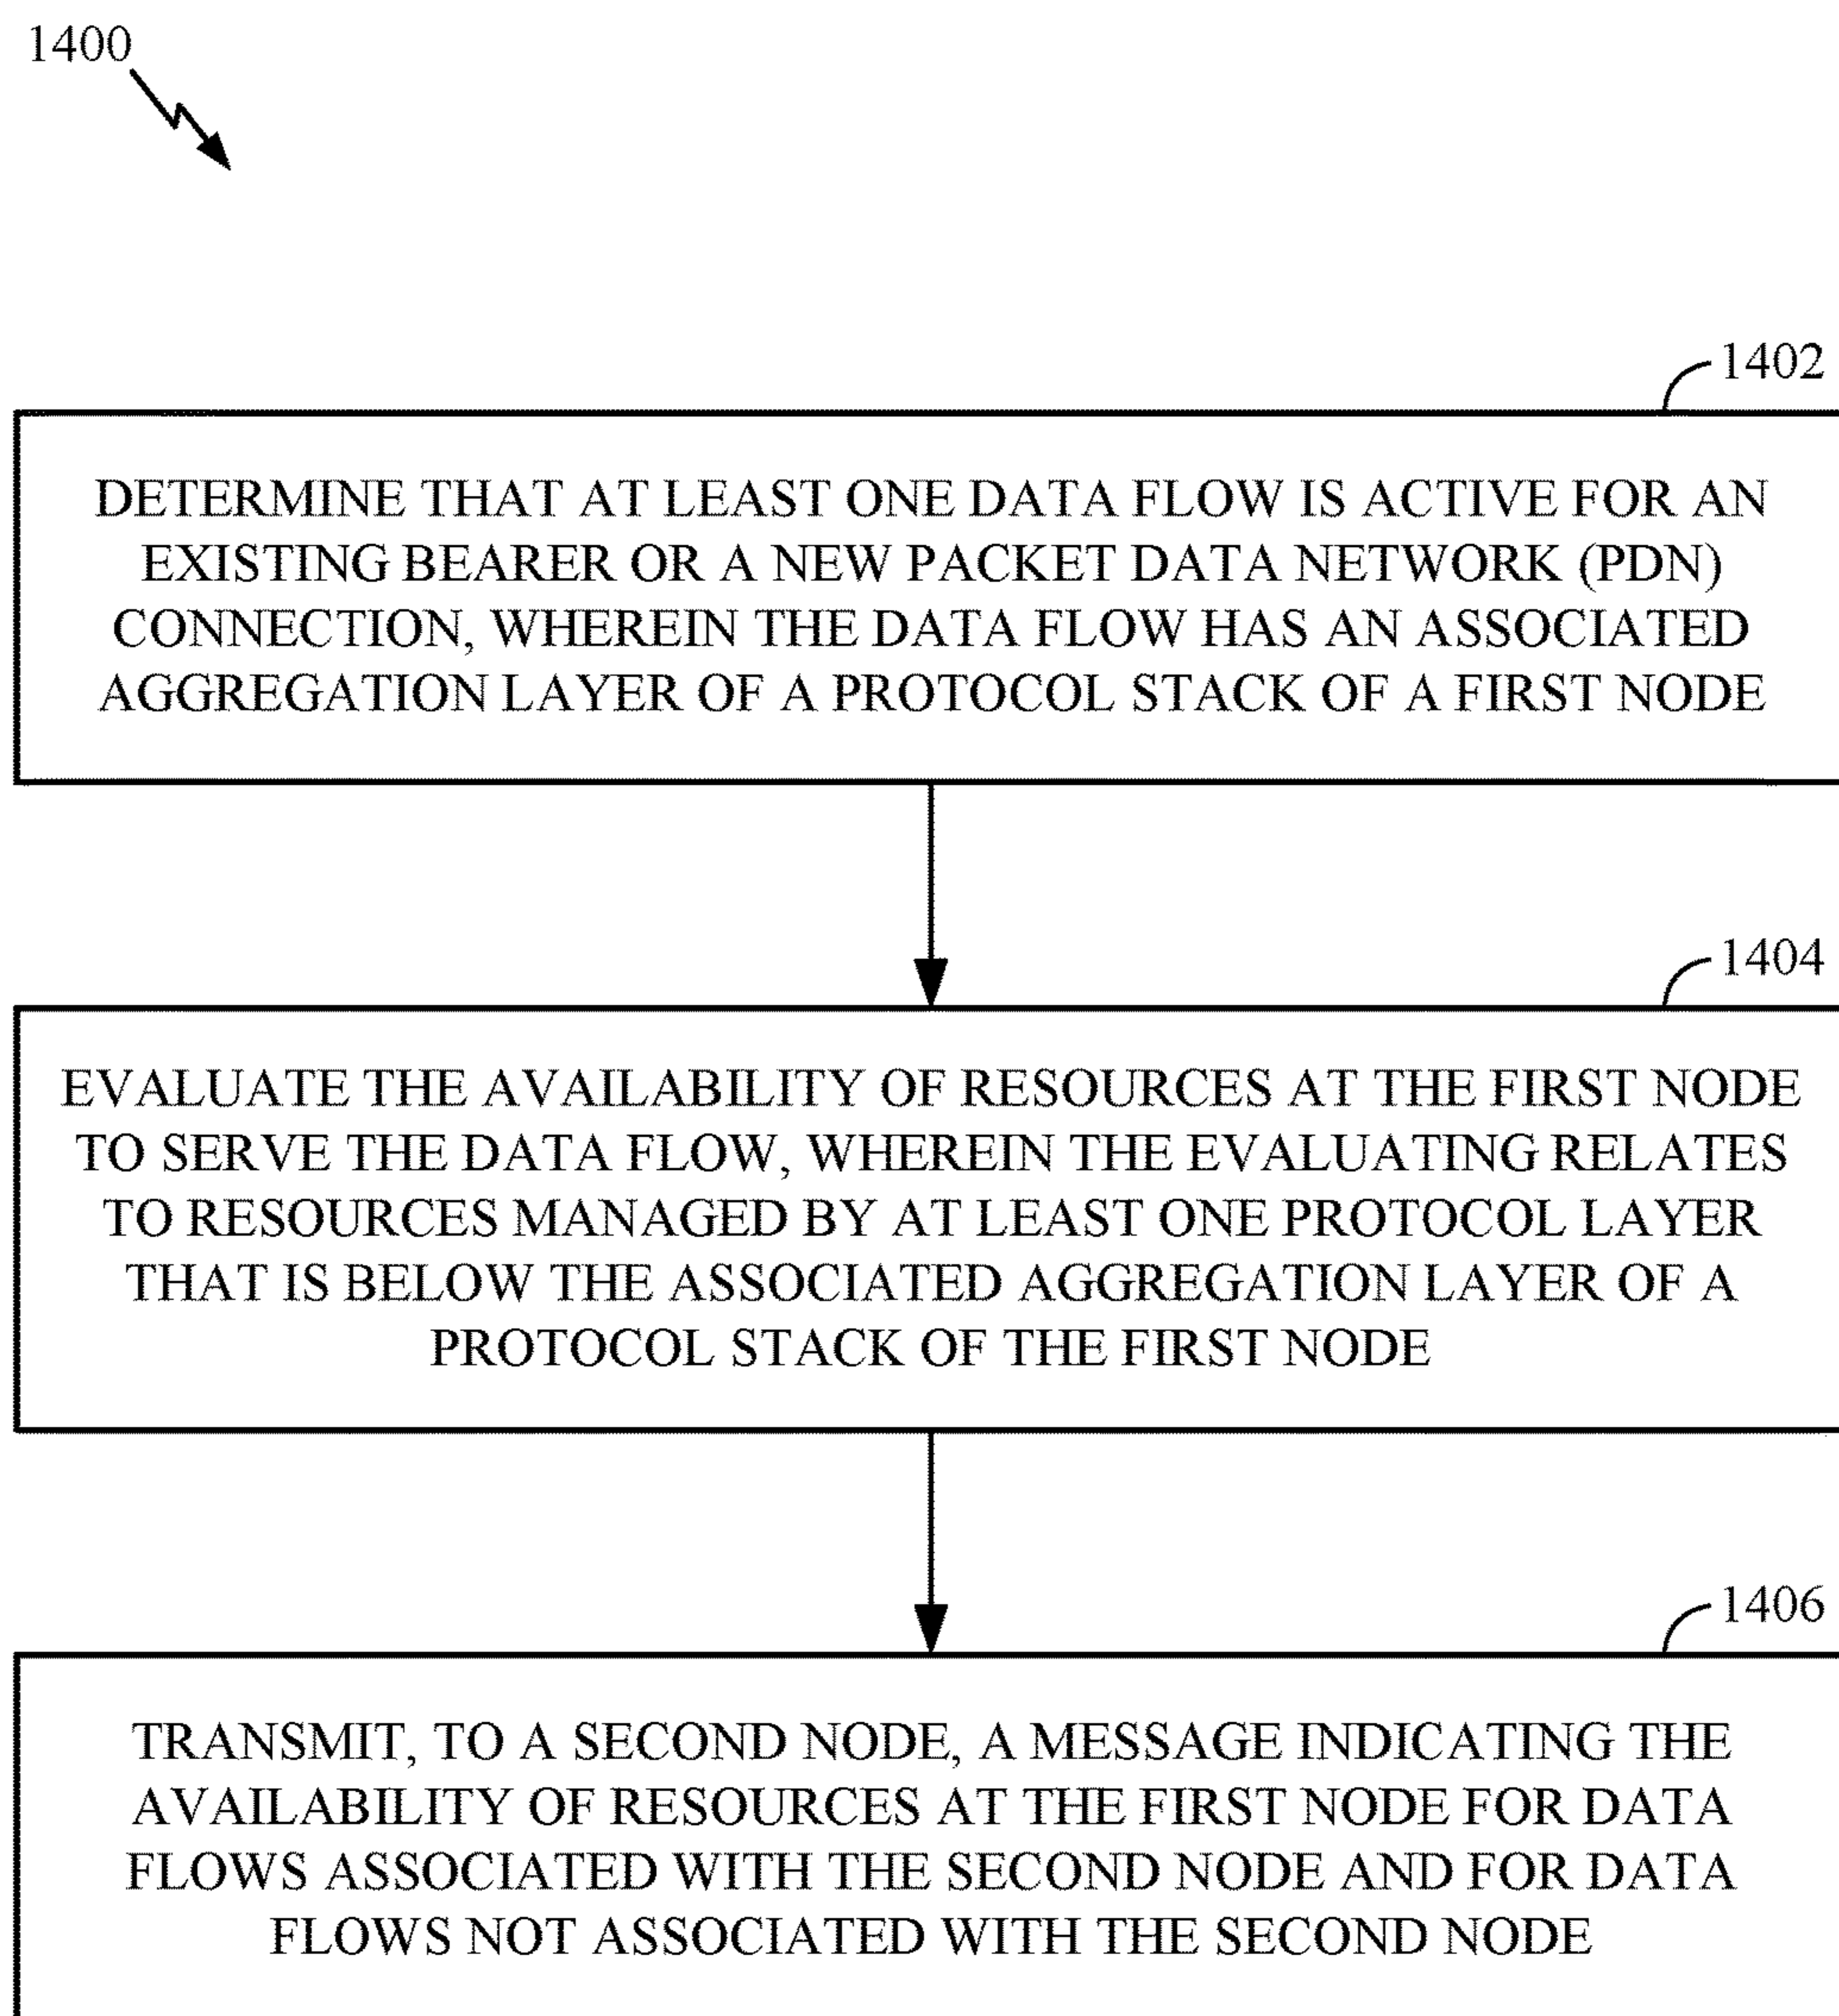 1400
1402
DETERMINE THAT AT LEAST ONE DATA FLOW IS ACTIVE FOR AN
EXISTING BEARER OR A NEW PACKET DATA NETWORK (PDN)
CONNECTION, WHEREIN THE DATA FLOW HAS AN ASSOCIATED
AGGREGATION LAYER OF A PROTOCOL STACK OF A FIRST NODE
1404
EVALUATE THE AVAILABILITY OF RESOURCES AT THE FIRST NODE
TO SERVE THE DATA FLOW, WHEREIN THE EVALUATING RELATES
TO RESOURCES MANAGED BY AT LEAST ONE PROTOCOL LAYER
THAT IS BELOW THE ASSOCIATED AGGREGATION LAYER OF A
PROTOCOL STACK OF THE FIRST NODE
1406
TRANSMIT, TO A SECOND NODE, A MESSAGE INDICATING THE
AVAILABILITY OF RESOURCES AT THE FIRST NODE FOR DATA
FLOWS ASSOCIATED WITH THE SECOND NODE AND FOR DATA
FLOWS NOT ASSOCIATED WITH THE SECOND NODE